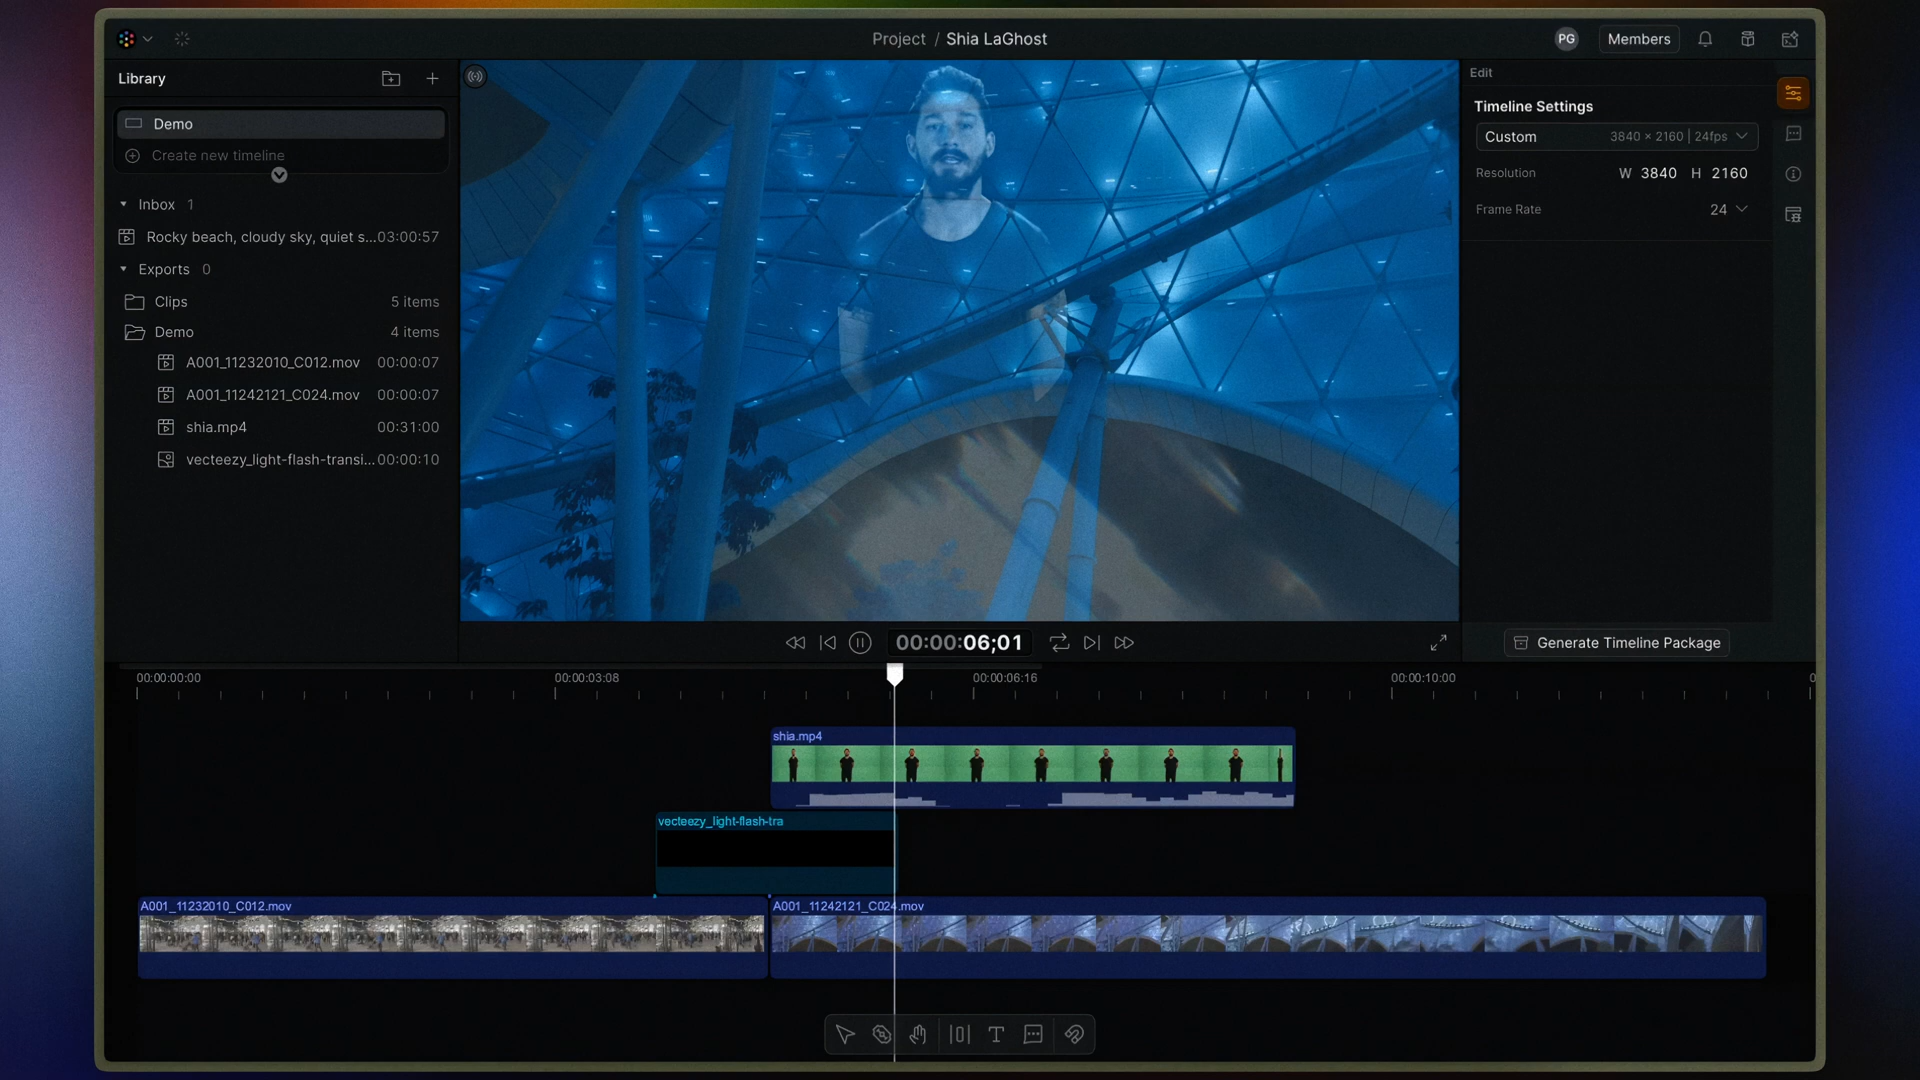 Project / Shia LaGhost
PG
Members
Library
Demo
Create new timeline
Inbox 1
Rocky beach, cloudy sky, quiet s...03:00:57
Exports 0
Clips 5 items
Demo 4 items
A001_11232010_C012.mov 00:00:07
A001_11242121_C024.mov 00:00:07
shia.mp4 00:31:00
vecteezy_light-flash-transi...00:00:10
Edit
Timeline Settings
Custom 3840 × 2160 | 24fps
Resolution W 3840 H 2160
Frame Rate 24
00:00:06;01
Generate Timeline Package
00:00:00:00 00:00:03:08 00:00:06:16 00:00:10:00 0
shia.mp4
vecteezy_light-flash-tra
A001_11232010_C012.mov A001_11242121_C024.mov